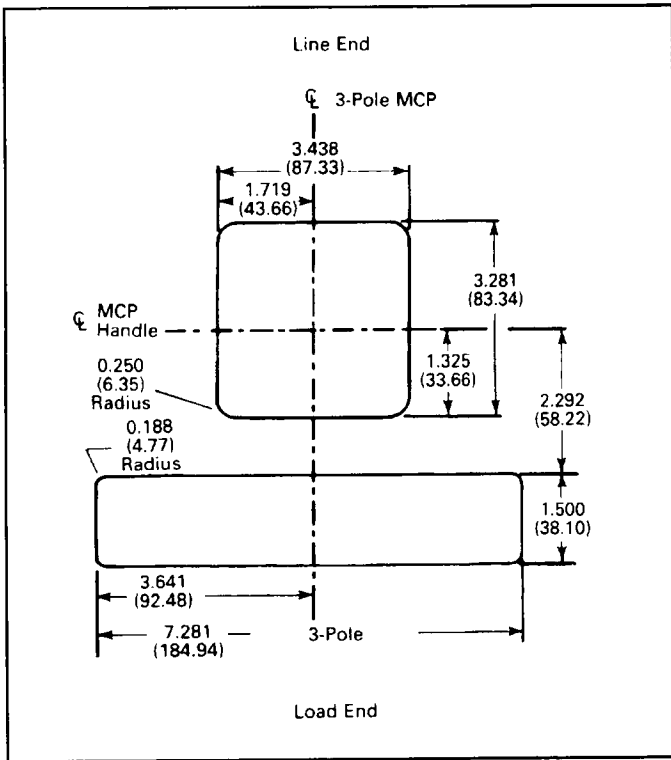 Line End
℄ 3-Pole MCP
3.438
(87.33)
1.719
(43.66)
3.281
(83.34)
℄ MCP
Handle
1.325
(33.66)
0.250
(6.35)
Radius
2.292
(58.22)
0.188
(4.77)
Radius
1.500
(38.10)
3.641
(92.48)
7.281
(184.94)
3-Pole
Load End